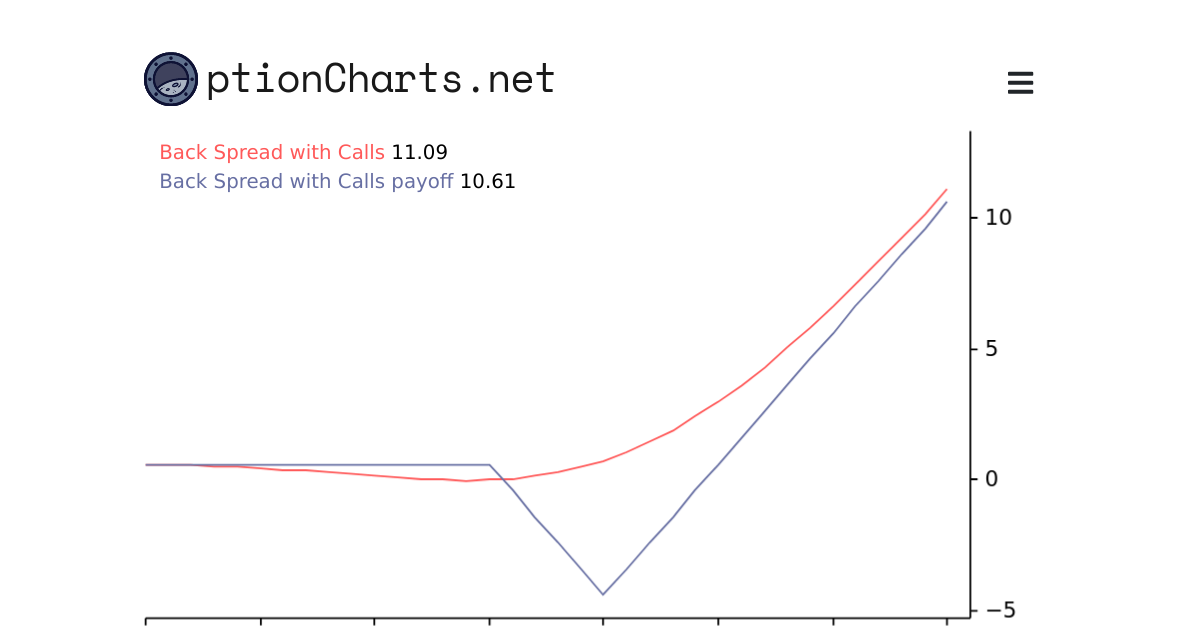 ptionCharts.net
Back Spread with Calls 11.09
Back Spread with Calls payoff 10.61
10
5
0
−5